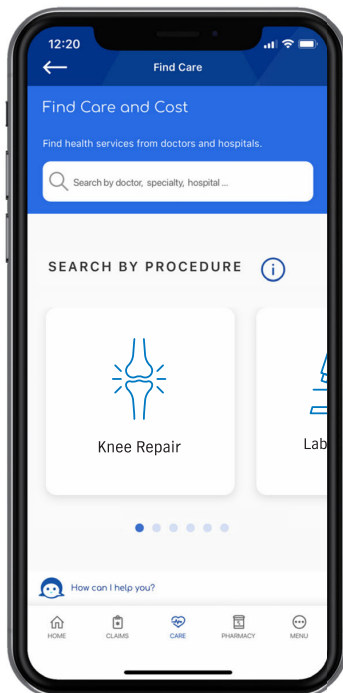 12:20
Find Care
Find Care and Cost
Find health services from doctors and hospitals.
Search by doctor, specialty, hospital ...
SEARCH BY PROCEDURE
Knee Repair
Lab
How can I help you?
HOME CLAIMS CARE PHARMACY MENU